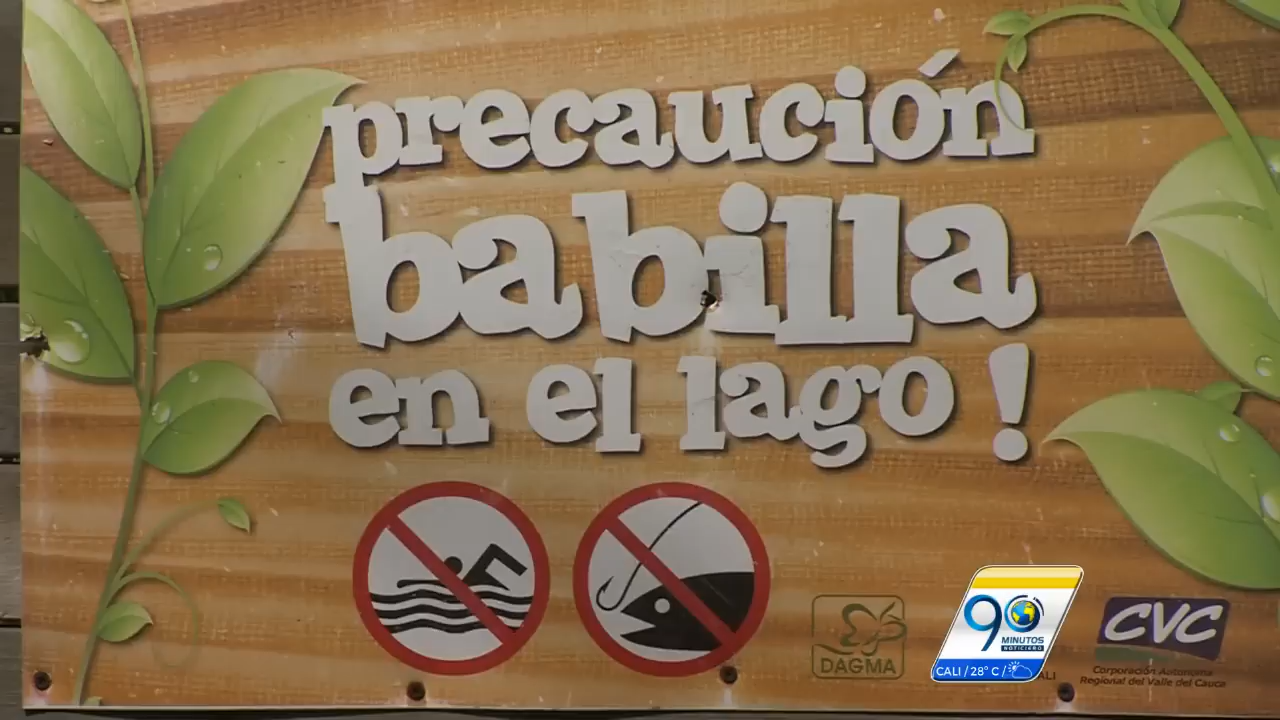 precaución
babilla
en el lago!
DAGMA
90
MINUTOS
NOTICIERO
CALI / 28° C /
ALI
CVC
Corporación Autónoma
Regional del Valle del Cauca